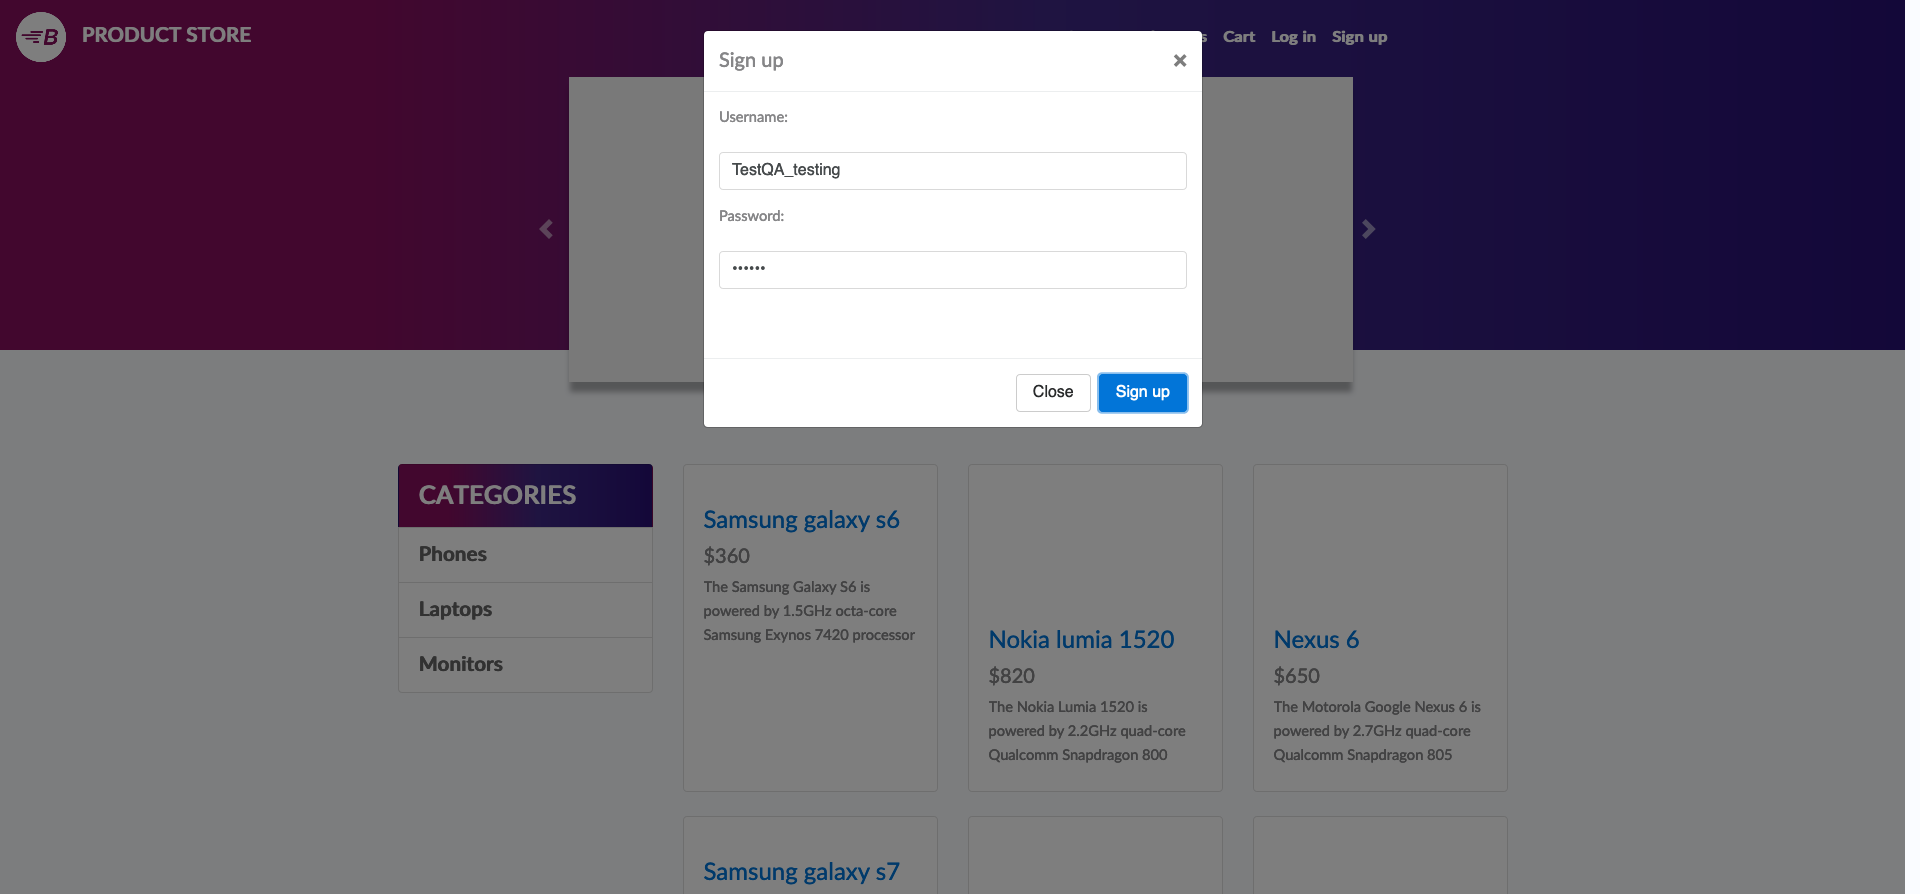 B
PRODUCT STORE
s Cart Log in Sign up
Sign up
×
Username:
TestQA_testing
Password:
••••••
Close Sign up
CATEGORIES
Phones
Laptops
Monitors
Samsung galaxy s6
$360
The Samsung Galaxy S6 is
powered by 1.5GHz octa-core
Samsung Exynos 7420 processor
Nokia lumia 1520
$820
The Nokia Lumia 1520 is
powered by 2.2GHz quad-core
Qualcomm Snapdragon 800
Nexus 6
$650
The Motorola Google Nexus 6 is
powered by 2.7GHz quad-core
Qualcomm Snapdragon 805
Samsung galaxy s7